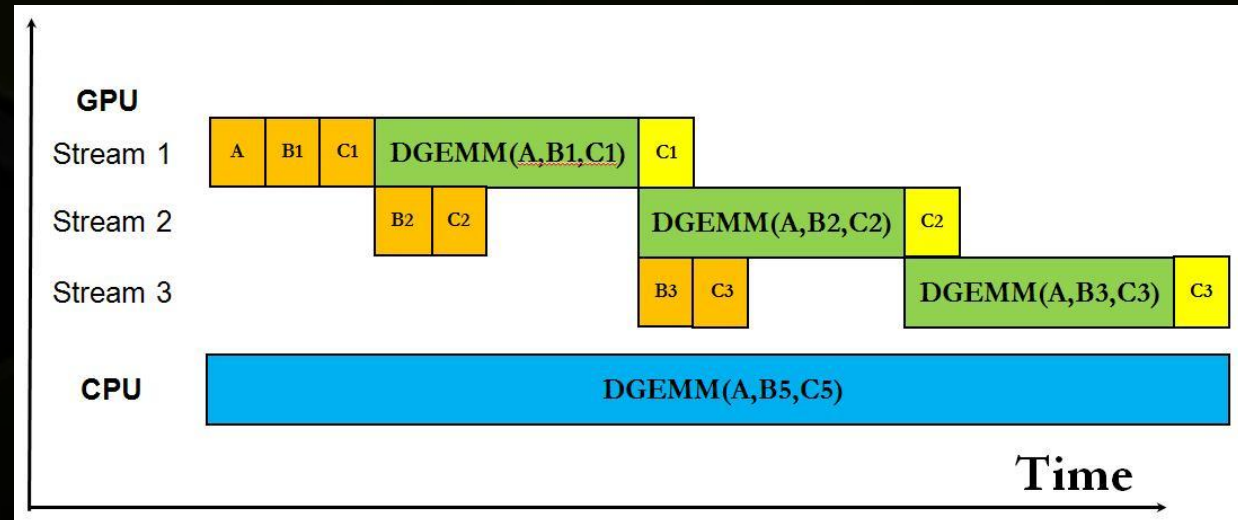 GPU
Stream 1 A B1 C1 DGEMM(A,B1,C1) C1
Stream 2 B2 C2 DGEMM(A,B2,C2) C2
Stream 3 B3 C3 DGEMM(A,B3,C3) C3
CPU DGEMM(A,B5,C5)
Time